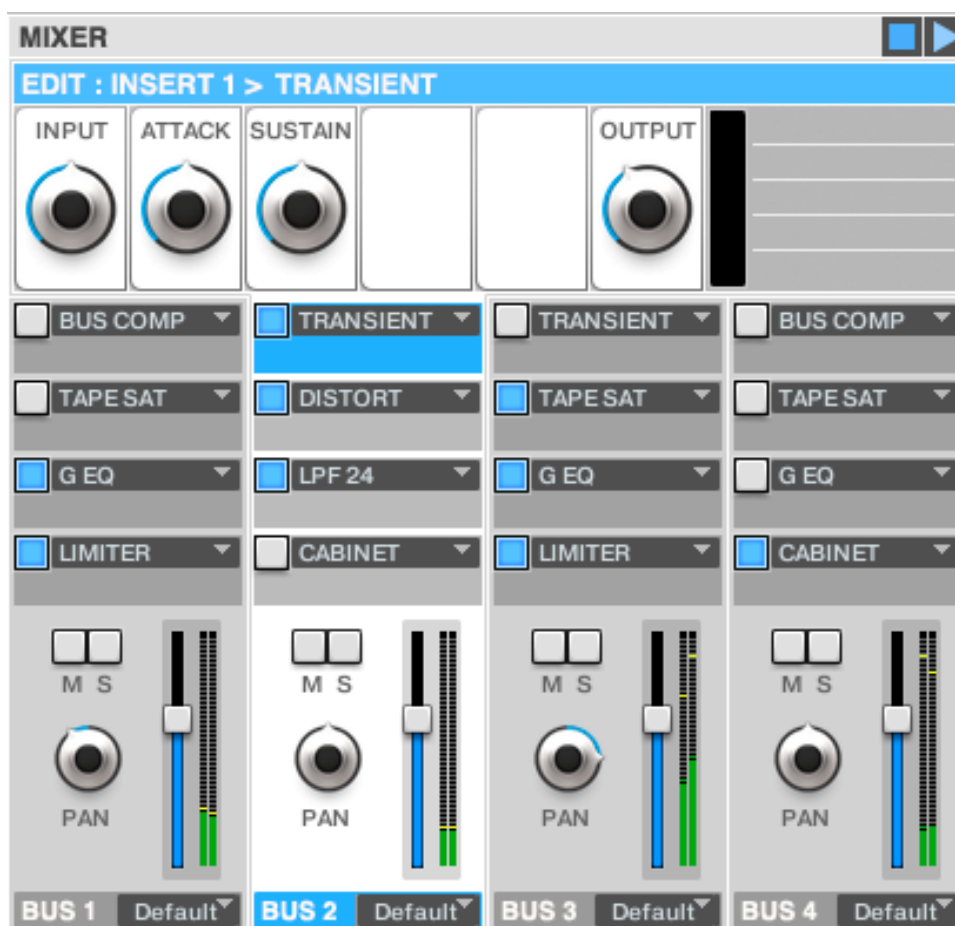 MIXER
EDIT : INSERT 1 > TRANSIENT
INPUT ATTACK SUSTAIN OUTPUT
BUS COMP TRANSIENT TRANSIENT BUS COMP
TAPE SAT DISTORT TAPE SAT TAPE SAT
G EQ LPF 24 G EQ G EQ
LIMITER CABINET LIMITER CABINET
M S M S M S M S
PAN PAN PAN PAN
BUS 1 Default BUS 2 Default BUS 3 Default BUS 4 Default